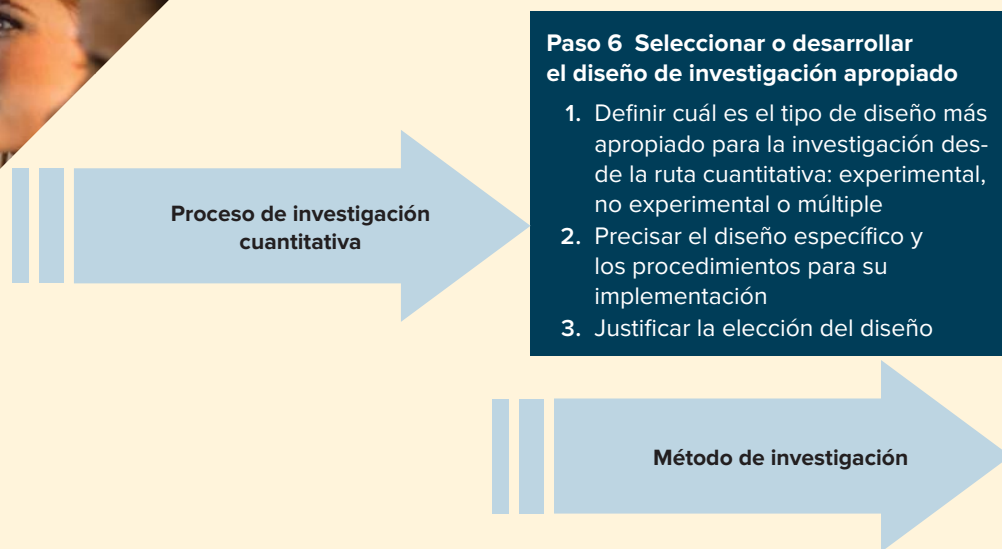 Paso 6 Seleccionar o desarrollar
el diseño de investigación apropiado
1. Definir cuál es el tipo de diseño más
apropiado para la investigación des-
de la ruta cuantitativa: experimental,
no experimental o múltiple
2. Precisar el diseño específico y
los procedimientos para su
implementación
3. Justificar la elección del diseño
Proceso de investigación
cuantitativa
Método de investigación